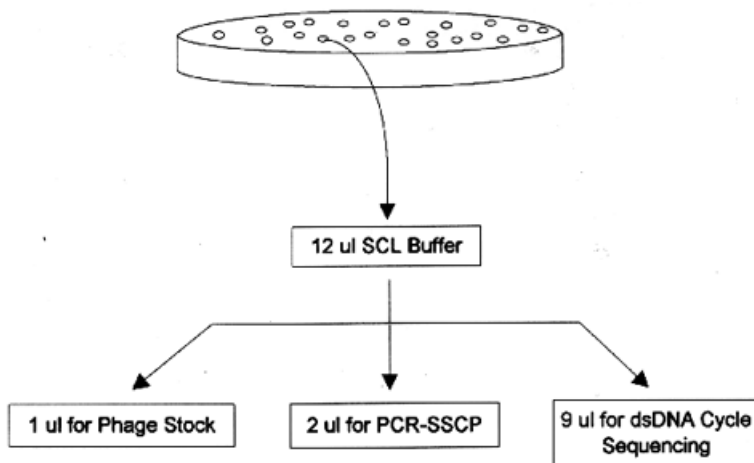 12 ul SCL Buffer
1 ul for Phage Stock
2 ul for PCR-SSCP
9 ul for dsDNA Cycle
Sequencing